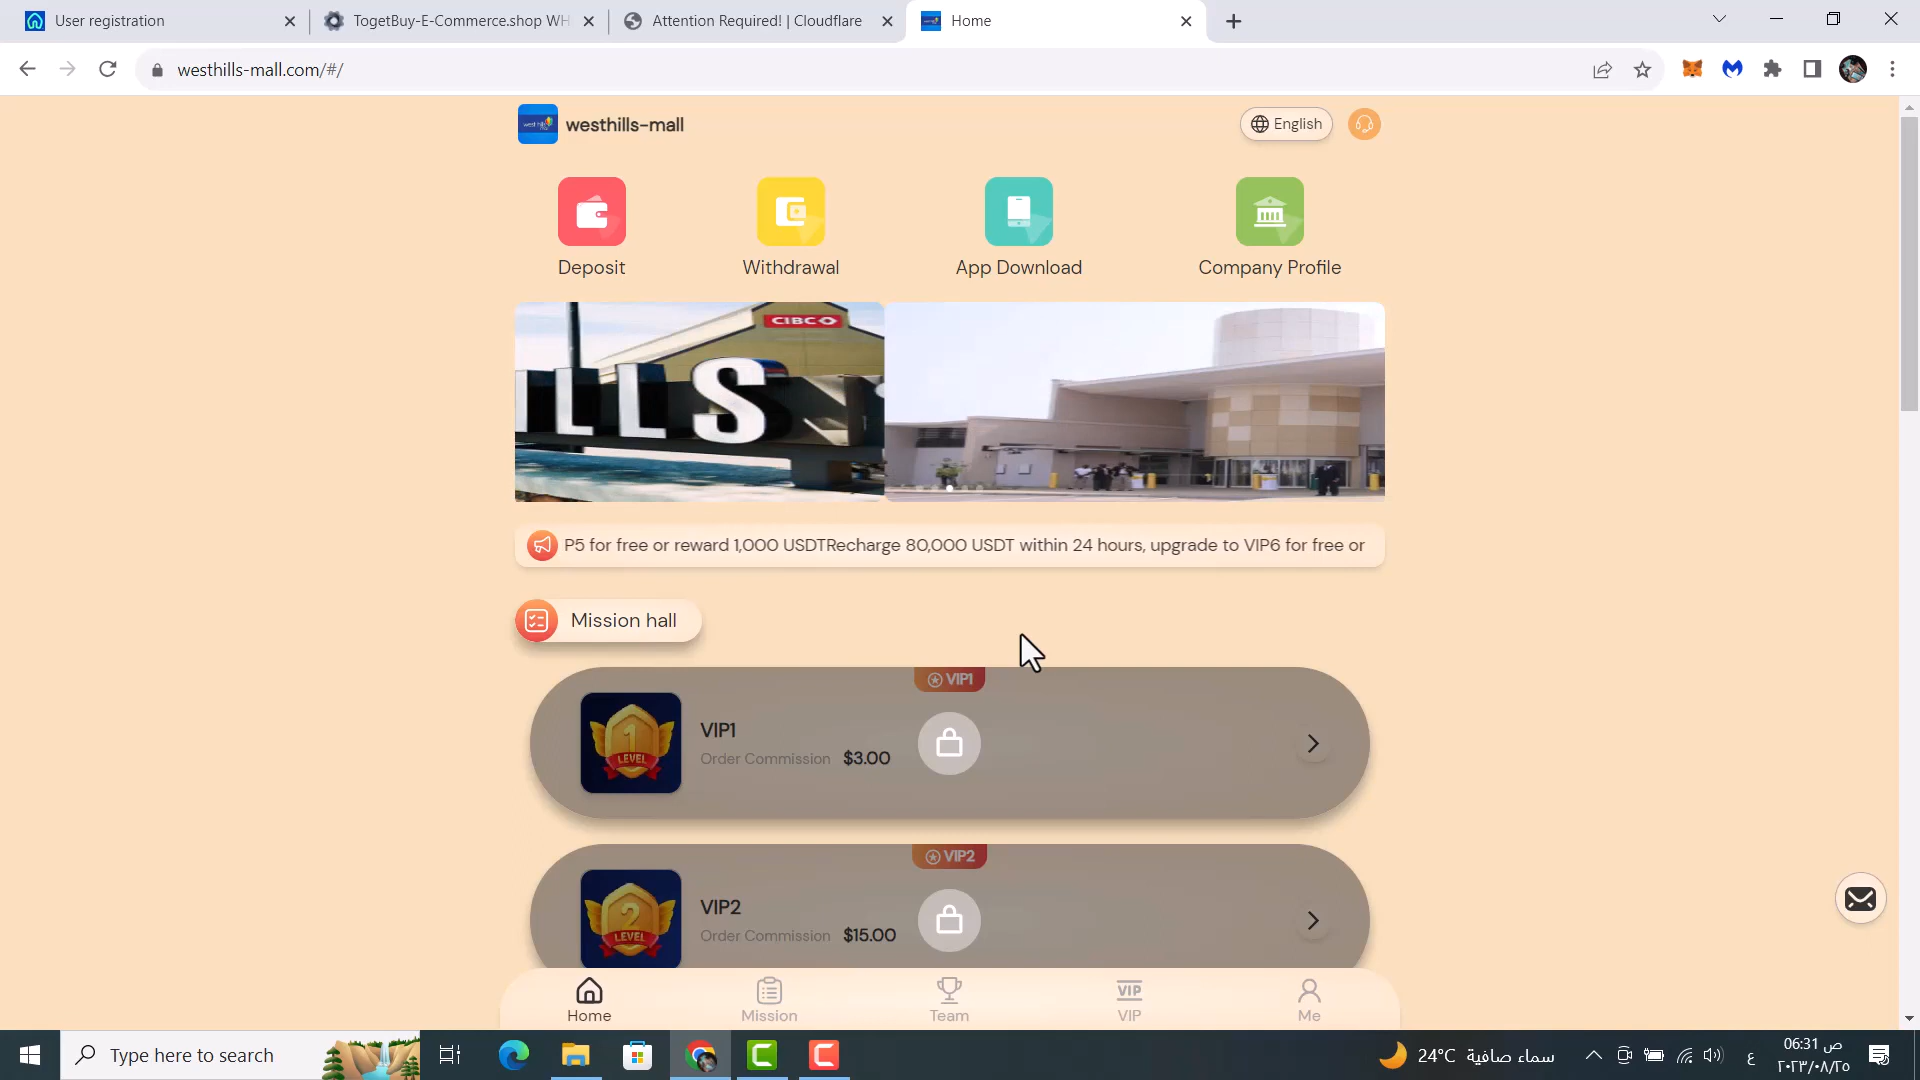 User registration
TogetBuy-E-Commerce.shop WH
Attention Required! | Cloudflare
Home
westhills-mall.com/#/
westhills-mall
English
Deposit
Withdrawal
App Download
Company Profile
CIBC
ILLS
P5 for free or reward 1,000 USDTRecharge 80,000 USDT within 24 hours, upgrade to VIP6 for free or
Mission hall
VIP1
1
LEVEL
VIP1
Order Commission $3.00
VIP2
2
LEVEL
VIP2
Order Commission $15.00
Home
Mission
Team
VIP
VIP
Me
Type here to search
24°C سماء صافية
ع
06:31 ص
٢٠٢٣/٠٨/٢٥